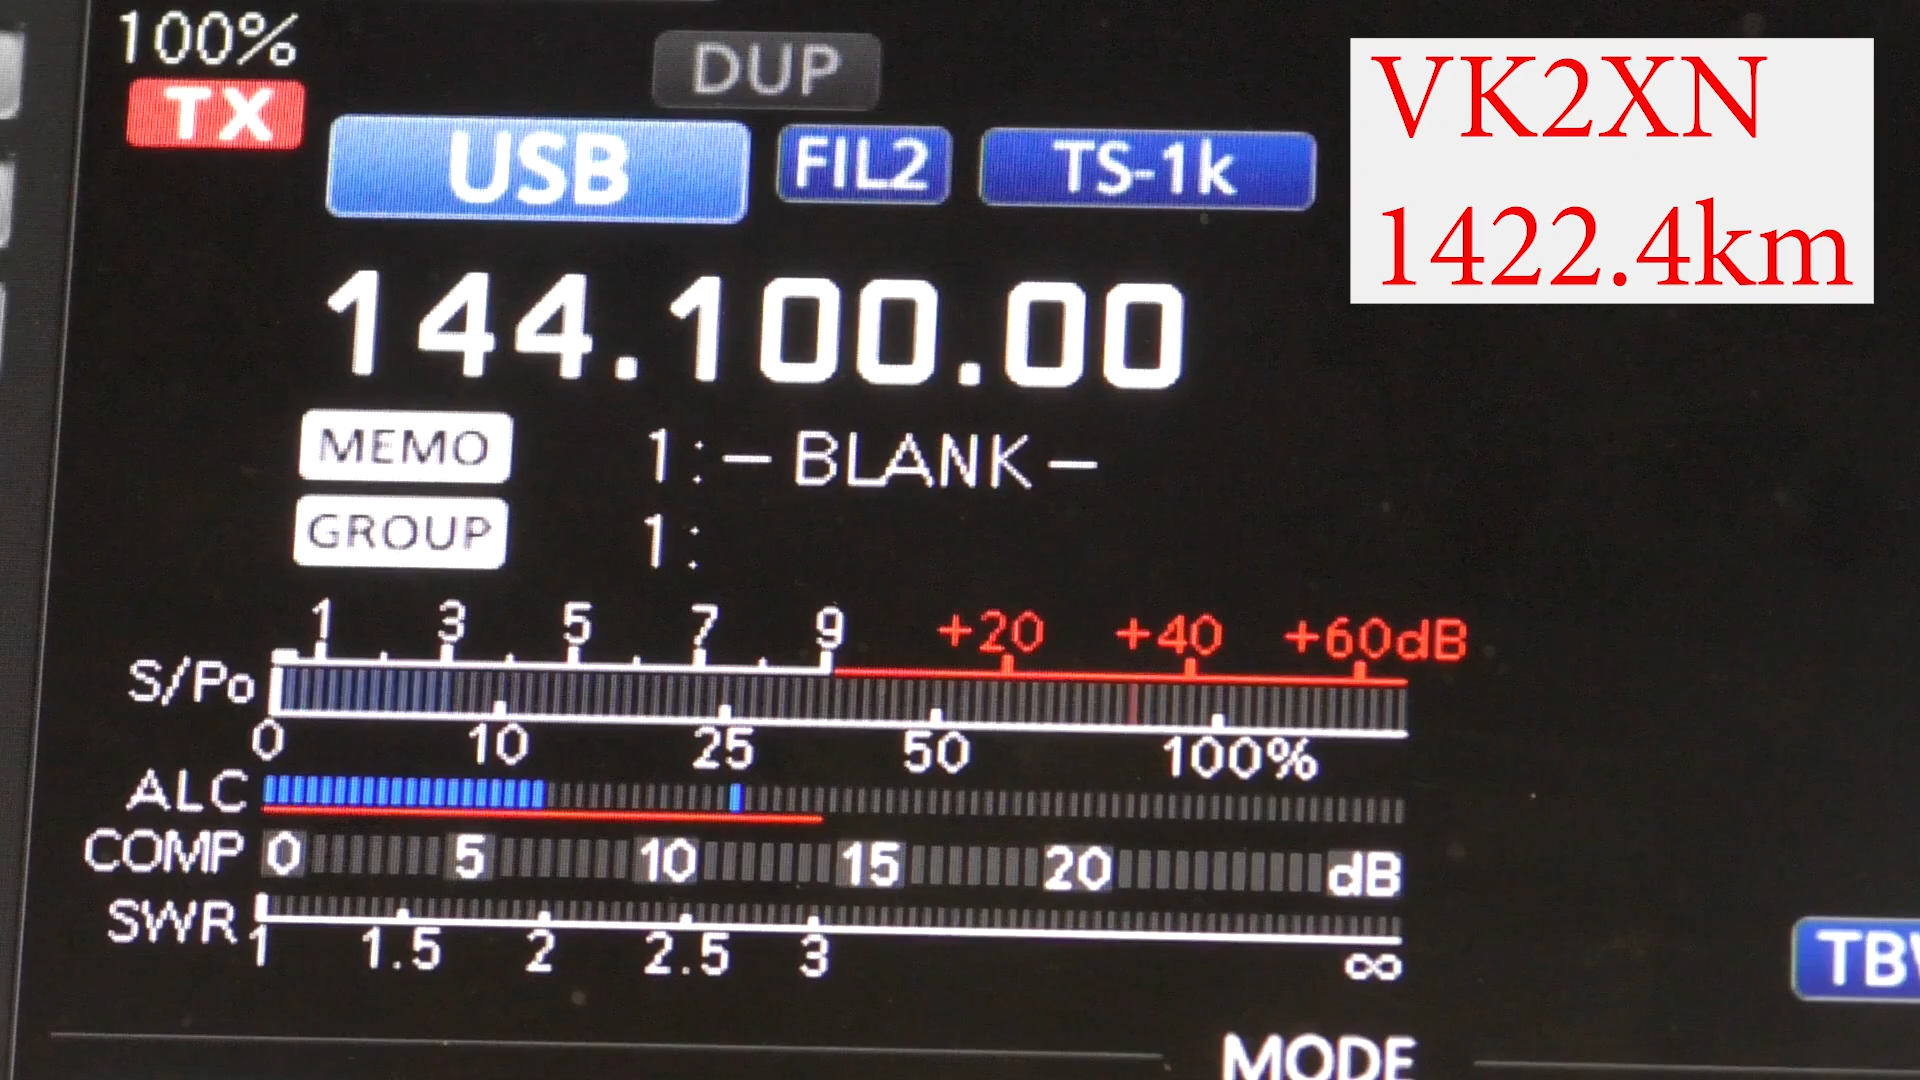 100%
TX
DUP
USB
FIL2
TS-1k
VK2XN
1422.4km
144.100.00
MEMO 1:-BLANK-
GROUP 1:
1 3 5 7 9 +20 +40 +60dB
S/Po
0 10 25 50 100%
ALC
COMP 0 5 10 15 20 dB
SWR
1 1.5 2 2.5 3 ∞
MODE